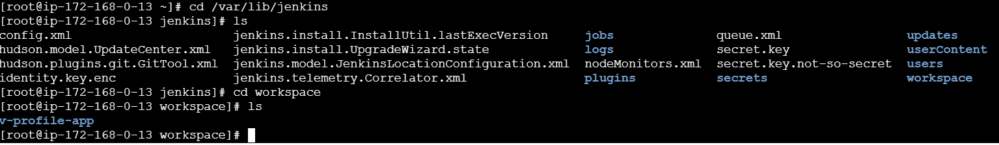 [root@ip-172-168-0-13 ~]# cd /var/lib/jenkins
[root@ip-172-168-0-13 jenkins]# ls
config.xml                      jenkins.install.InstallUtil.lastExecVersion      jobs              queue.xml                 updates
hudson.model.UpdateCenter.xml   jenkins.install.UpgradeWizard.state              logs              secret.key                userContent
hudson.plugins.git.GitTool.xml  jenkins.model.JenkinsLocationConfiguration.xml   nodeMonitors.xml  secret.key.not-so-secret  users
identity.key.enc                jenkins.telemetry.Correlator.xml                 plugins           secrets                   workspace
[root@ip-172-168-0-13 jenkins]# cd workspace
[root@ip-172-168-0-13 workspace]# ls
v-profile-app
[root@ip-172-168-0-13 workspace]#